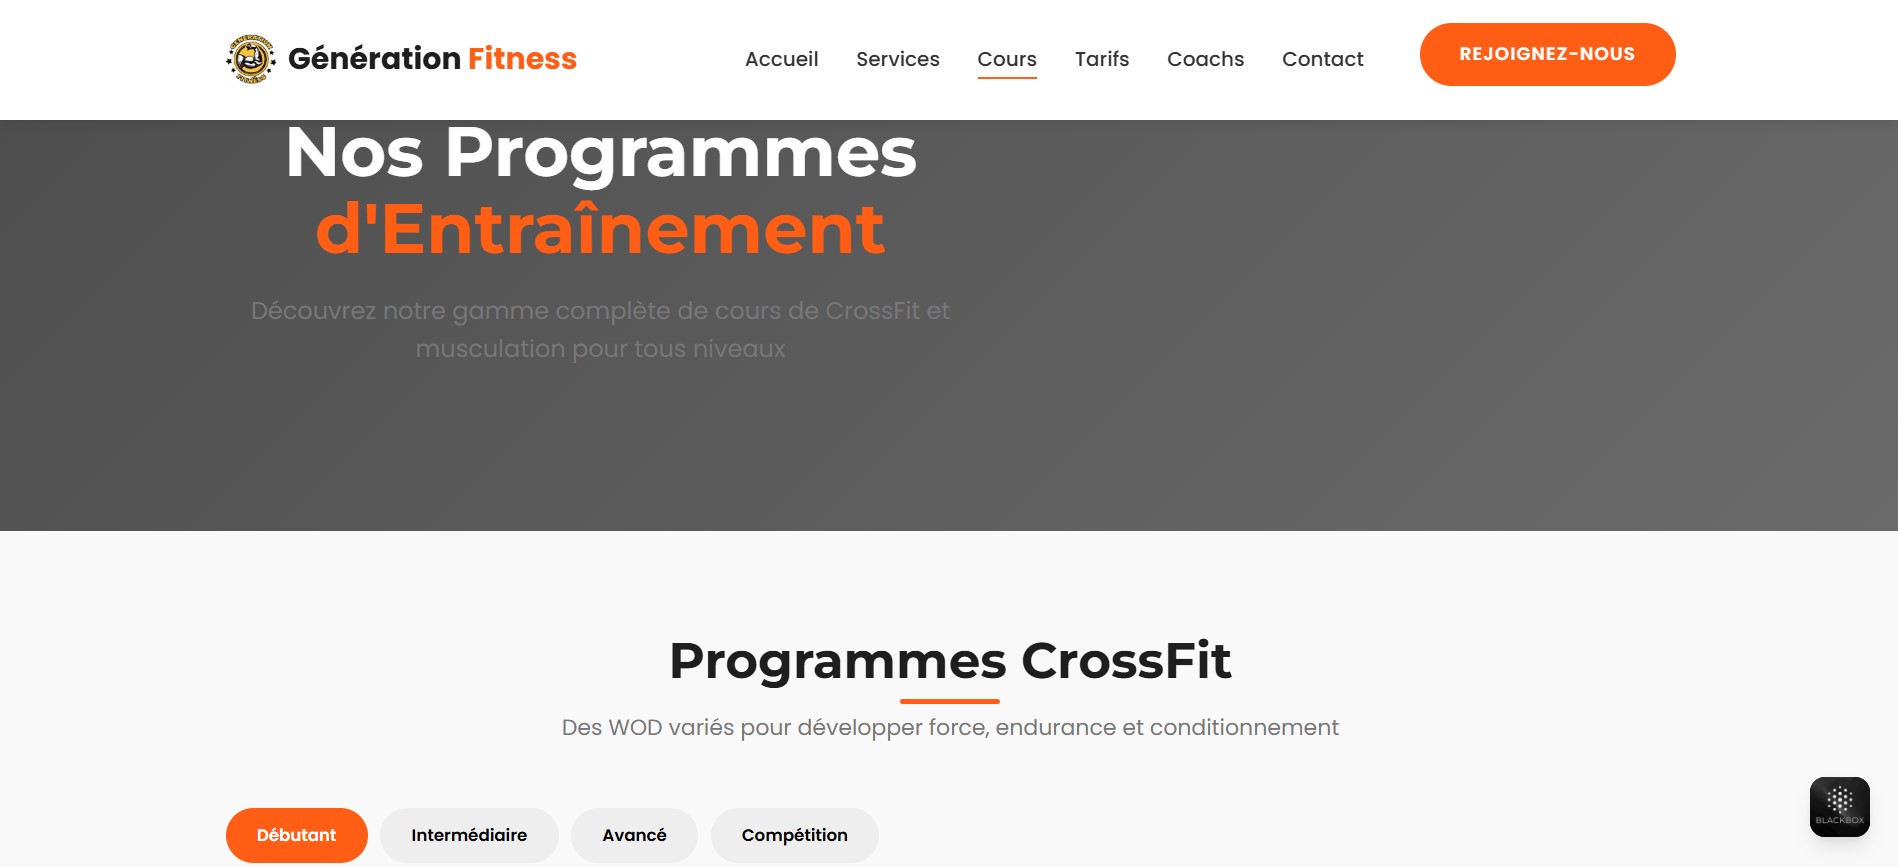 GENERATION
FITNESS
Génération Fitness
Accueil
Services
Cours
Tarifs
Coachs
Contact
REJOIGNEZ-NOUS
Nos Programmes
d'Entraînement
Découvrez notre gamme complète de cours de CrossFit et
musculation pour tous niveaux
Programmes CrossFit
Des WOD variés pour développer force, endurance et conditionnement
Débutant
Intermédiaire
Avancé
Compétition
BLACKBOX